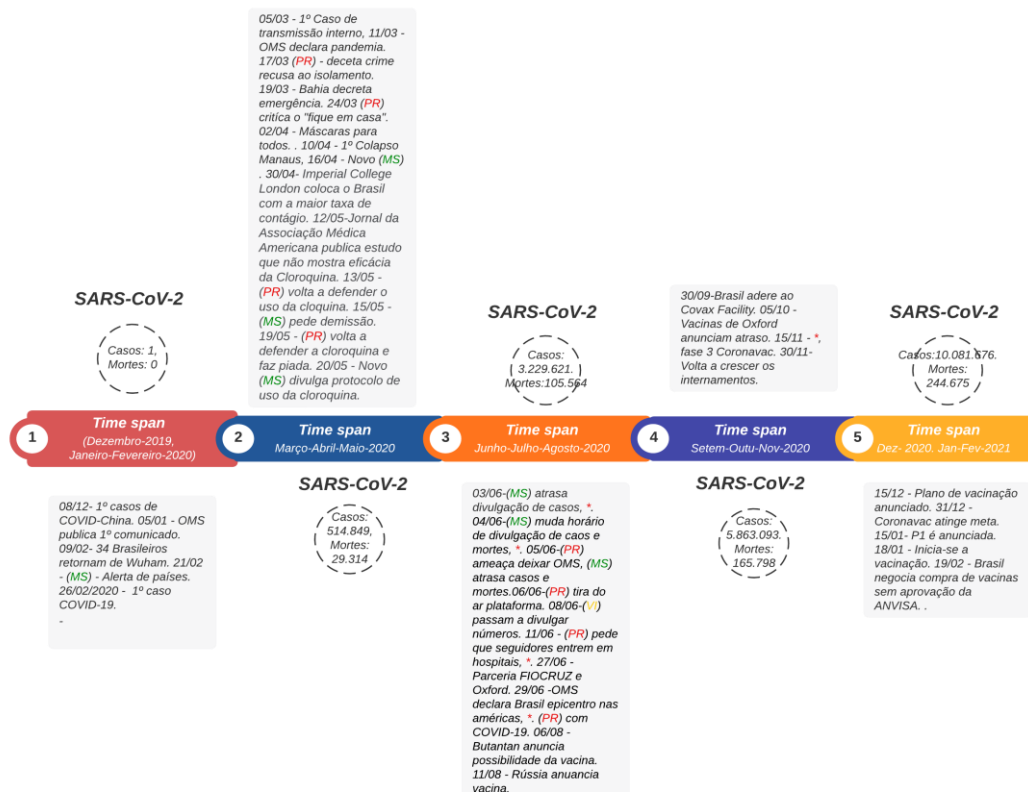 05/03 - 1º Caso de
transmissão interno, 11/03 -
OMS declara pandemia.
17/03 (PR) - deceta crime
recusa ao isolamento.
19/03 - Bahia decreta
emergência. 24/03 (PR)
critíca o "fique em casa".
02/04 - Máscaras para
todos. . 10/04 - 1º Colapso
Manaus, 16/04 - Novo (MS)
. 30/04- Imperial College
London coloca o Brasil
com a maior taxa de
contágio. 12/05-Jornal da
Associação Médica
Americana publica estudo
que não mostra eficácia
da Cloroquina. 13/05 -
(PR) volta a defender o
uso da cloquina. 15/05 -
(MS) pede demissão.
19/05 - (PR) volta a
defender a cloroquina e
faz piada. 20/05 - Novo
(MS) divulga protocolo de
uso da cloroquina.
SARS-CoV-2
Casos: 1,
Mortes: 0
SARS-CoV-2
Casos:
3.229.621.
Mortes:105.564
30/09-Brasil adere ao
Covax Facility. 05/10 -
Vacinas de Oxford
anunciam atraso. 15/11 - *,
fase 3 Coronavac. 30/11-
Volta a crescer os
internamentos.
SARS-CoV-2
Casos:10.081.676.
Mortes:
244.675
1
Time span
(Dezembro-2019,
Janeiro-Fevereiro-2020)
2
Time span
Março-Abril-Maio-2020
3
Time span
Junho-Julho-Agosto-2020
4
Time span
Setem-Outu-Nov-2020
5
Time span
Dez- 2020. Jan-Fev-2021
08/12- 1º casos de
COVID-China. 05/01 - OMS
publica 1º comunicado.
09/02- 34 Brasileiros
retornam de Wuham. 21/02
- (MS) - Alerta de países.
26/02/2020 - 1º caso
COVID-19.
-
SARS-CoV-2
Casos:
514.849,
Mortes:
29.314
03/06-(MS) atrasa
divulgação de casos, *.
04/06-(MS) muda horário
de divulgação de caos e
mortes, *. 05/06-(PR)
ameaça deixar OMS, (MS)
atrasa casos e
mortes.06/06-(PR) tira do
ar plataforma. 08/06-(VI)
passam a divulgar
números. 11/06 - (PR) pede
que seguidores entrem em
hospitais, *. 27/06 -
Parceria FIOCRUZ e
Oxford. 29/06 -OMS
declara Brasil epicentro nas
américas, *. (PR) com
COVID-19. 06/08 -
Butantan anuncia
possibilidade da vacina.
11/08 - Rússia anuancia
vacina.
SARS-CoV-2
Casos:
5.863.093.
Mortes:
165.798
15/12 - Plano de vacinação
anunciado. 31/12 -
Coronavac atinge meta.
15/01- P1 é anunciada.
18/01 - Inicia-se a
vacinação. 19/02 - Brasil
negocia compra de vacinas
sem aprovação da
ANVISA. .